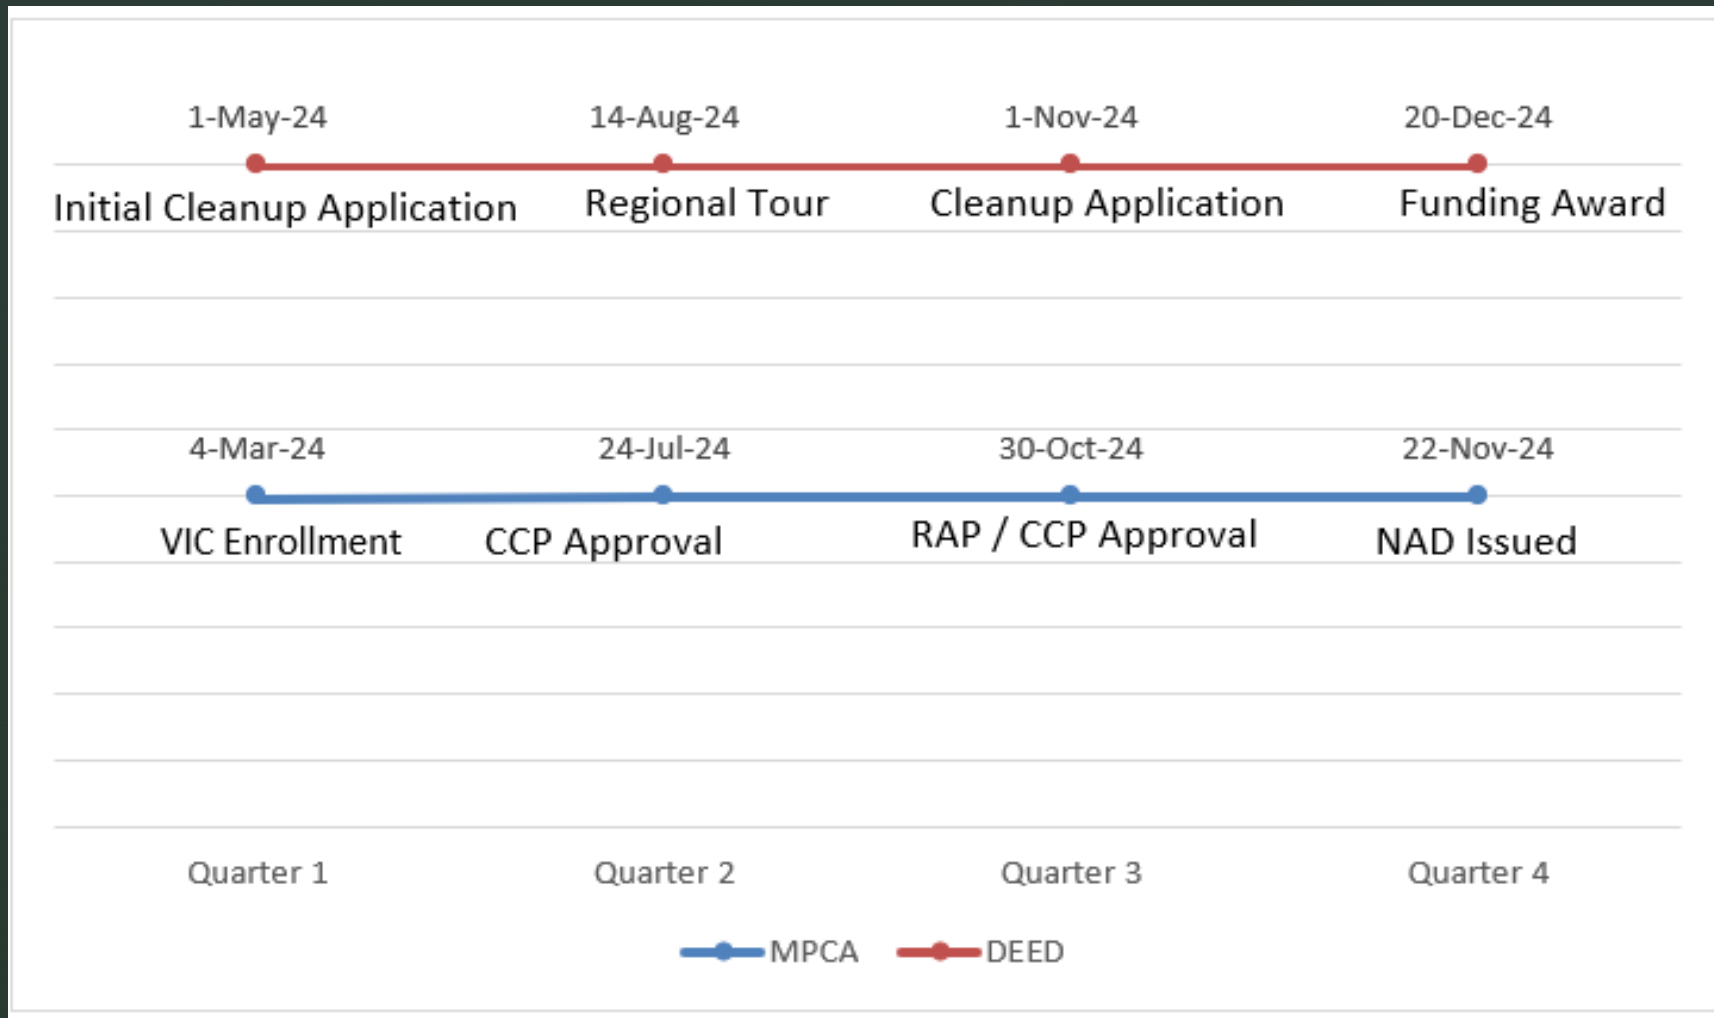 1-May-24 14-Aug-24 1-Nov-24 20-Dec-24
Initial Cleanup Application Regional Tour Cleanup Application Funding Award
4-Mar-24 24-Jul-24 30-Oct-24 22-Nov-24
VIC Enrollment CCP Approval RAP / CCP Approval NAD Issued
Quarter 1 Quarter 2 Quarter 3 Quarter 4
MPCA DEED